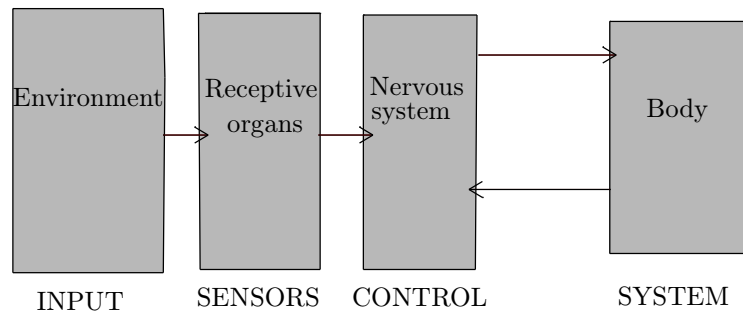 Environment
Receptive
organs
Nervous
system
Body
INPUT
SENSORS
CONTROL
SYSTEM